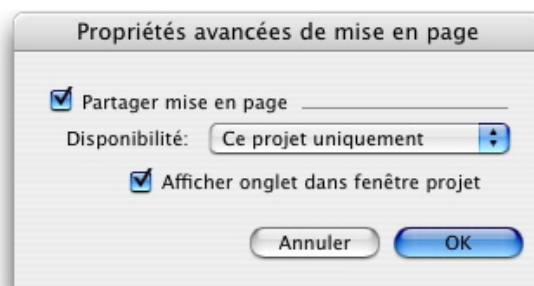 Propriétés avancées de mise en page
Partager mise en page
Disponibilité: Ce projet uniquement
Afficher onglet dans fenêtre projet
Annuler OK